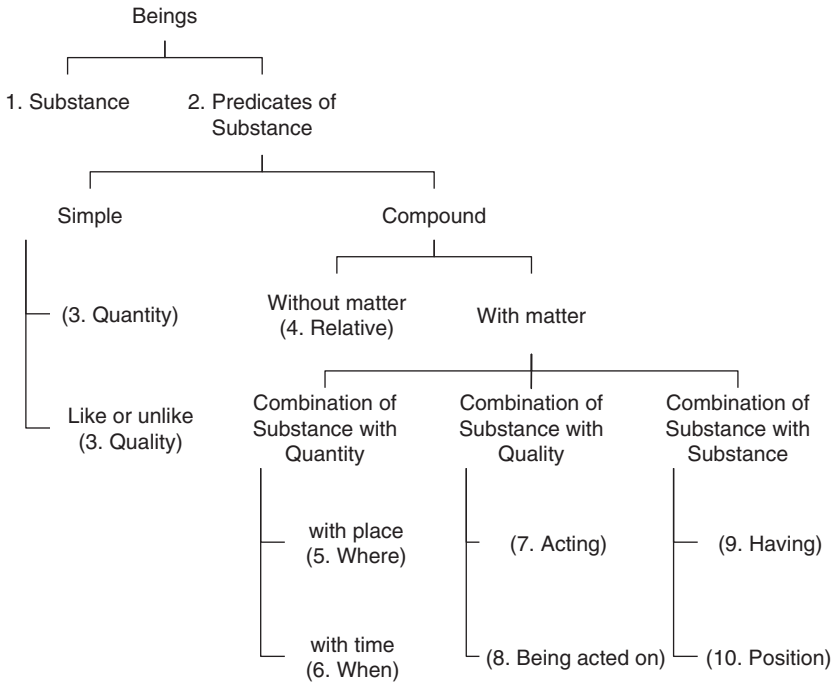 Beings
1. Substance
2. Predicates of
Substance
Simple
Compound
(3. Quantity)
Like or unlike
(3. Quality)
Without matter
(4. Relative)
With matter
Combination of
Substance with
Quantity
with place
(5. Where)
with time
(6. When)
Combination of
Substance with
Quality
(7. Acting)
(8. Being acted on)
Combination of
Substance with
Substance
(9. Having)
(10. Position)